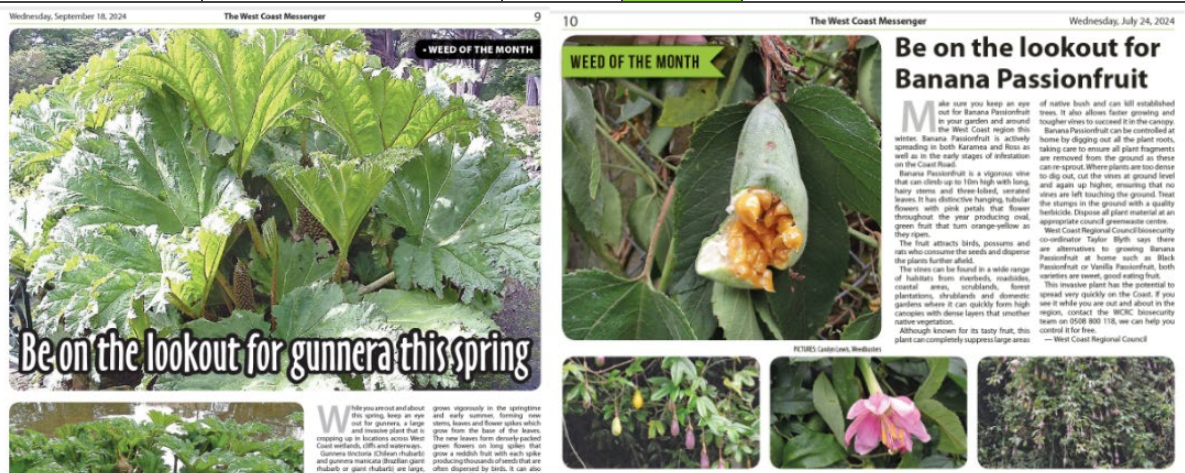 Wednesday, September 18, 2024
The West Coast Messenger
9
• WEED OF THE MONTH
Be on the lookout for gunnera this spring
While you are out and about
this spring, keep an eye
out for gunnera, a large
and invasive plant that is
cropping up in locations across West
Coast wetlands, cliffs and waterways.
Gunnera tinctoria (Chilean rhubarb)
and gunnera manicata (Brazilian giant
rhubarb or giant rhubarb) are large,
grows vigorously in the springtime
and early summer, forming new
stems, leaves and flower spikes which
grow from the base of the leaves.
The new leaves form densely-packed
green flowers on long spikes that
grow a reddish fruit with each spike
producing thousands of seeds that are
often dispersed by birds. It can also
10
The West Coast Messenger
Wednesday, July 24, 2024
WEED OF THE MONTH
Be on the lookout for
Banana Passionfruit
Make sure you keep an eye
out for Banana Passionfruit
in your garden and around
the West Coast region this
winter. Banana Passionfruit is actively
spreading in both Karamea and Ross as
well as in the early stages of infestation
on the Coast Road.
Banana Passionfruit is a vigorous vine
that can climb up to 10m high with long,
hairy stems and three-lobed, serrated
leaves. It has distinctive hanging, tubular
flowers with pink petals that flower
throughout the year producing oval,
green fruit that turn orange-yellow as
they ripen.
The fruit attracts birds, possums and
rats who consume the seeds and disperse
the plants further afield.
The vines can be found in a wide range
of habitats from riverbeds, roadsides,
coastal areas, scrublands, forest
plantations, shrublands and domestic
gardens where it can quickly form high
canopies with dense layers that smother
native vegetation.
Although known for its tasty fruit, this
plant can completely suppress large areas
of native bush and can kill established
trees. It also allows faster growing and
tougher vines to succeed it in the canopy.
Banana Passionfruit can be controlled at
home by digging out all the plant roots,
taking care to ensure all plant fragments
are removed from the ground as these
can re-sprout. Where plants are too dense
to dig out, cut the vines at ground level
and again up higher, ensuring that no
vines are left touching the ground. Treat
the stumps in the ground with a quality
herbicide. Dispose all plant material at an
appropriate council greenwaste centre.
West Coast Regional Council biosecurity
co-ordinator Taylor Blyth says there
are alternatives to growing Banana
Passionfruit at home such as Black
Passionfruit or Vanilla Passionfruit, both
varieties are sweet, good eating fruit.
This invasive plant has the potential to
spread very quickly on the Coast. If you
see it while you are out and about in the
region, contact the WCRC biosecurity
team on 0508 800 118, we can help you
control it for free.
— West Coast Regional Council
PICTURES: Carolyn Lewis, Weedbusters